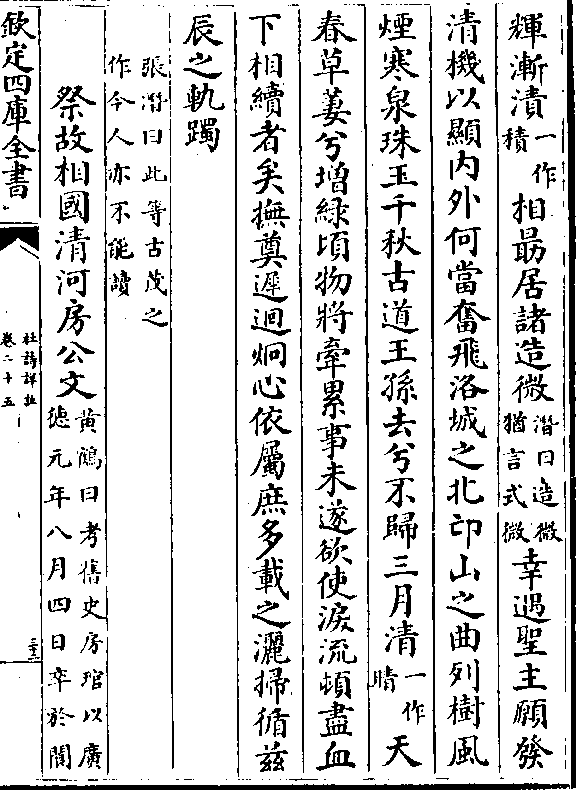 輝漸漬一作積相勗居諸造微潛曰造微猶言式微幸遇聖主願發
清機以顯内外何當奮飛洛城之北邙山之曲列樹風
煙寒泉珠玉千秋古道王孫去兮不歸三月清一作晴天
春草萋兮增綠頃物將牽累事未遂欲使淚流頓盡血
下相續者矣撫奠遲迴炯心依屬庶多載之灑掃循兹
辰之軌躅
張潛曰此等古茂之
作今人亦不能讀
祭故相國清河房公文黃鶴曰考舊史房琯以廣徳元年八月四日卒於閬
欽定四庫全書
杜詩詳註
卷二十五
三十二